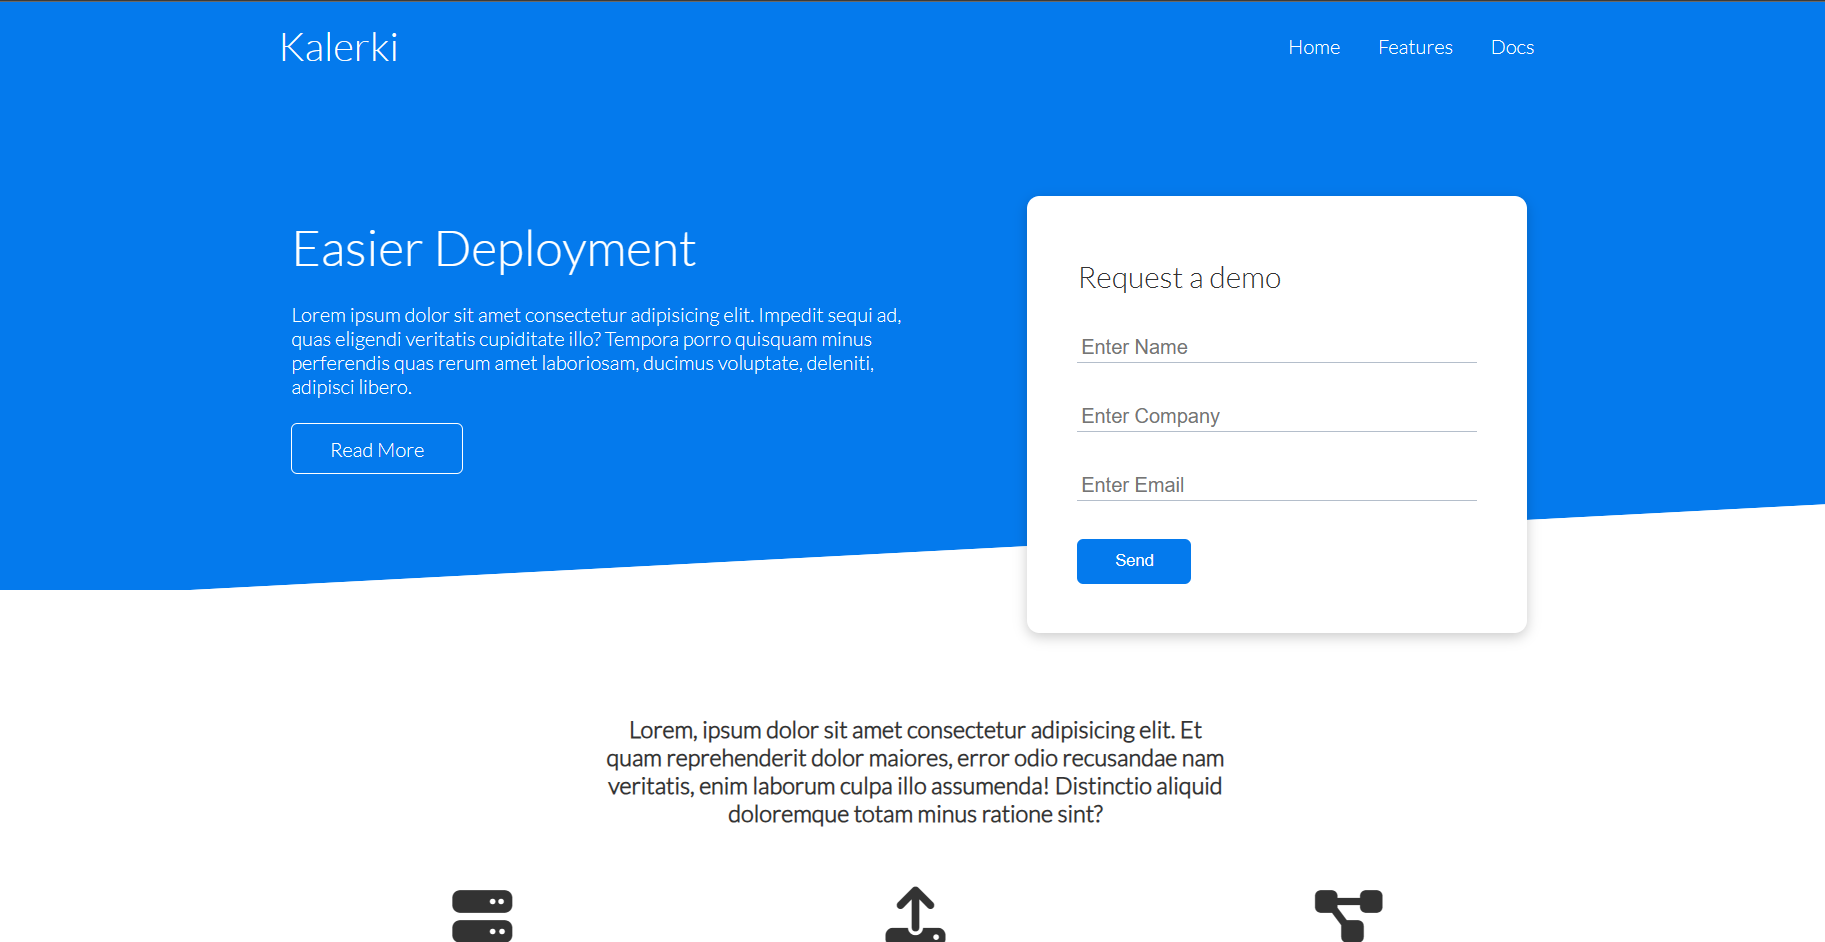 Kalerki
Home
Features
Docs
Easier Deployment
Lorem ipsum dolor sit amet consectetur adipisicing elit. Impedit sequi ad,
quas eligendi veritatis cupiditate illo? Tempora porro quisquam minus
perferendis quas rerum amet laboriosam, ducimus voluptate, deleniti,
adipisci libero.
Read More
Request a demo
Enter Name
Enter Company
Enter Email
Send
Lorem, ipsum dolor sit amet consectetur adipisicing elit. Et
quam reprehenderit dolor maiores, error odio recusandae nam
veritatis, enim laborum culpa illo assumenda! Distinctio aliquid
doloremque totam minus ratione sint?